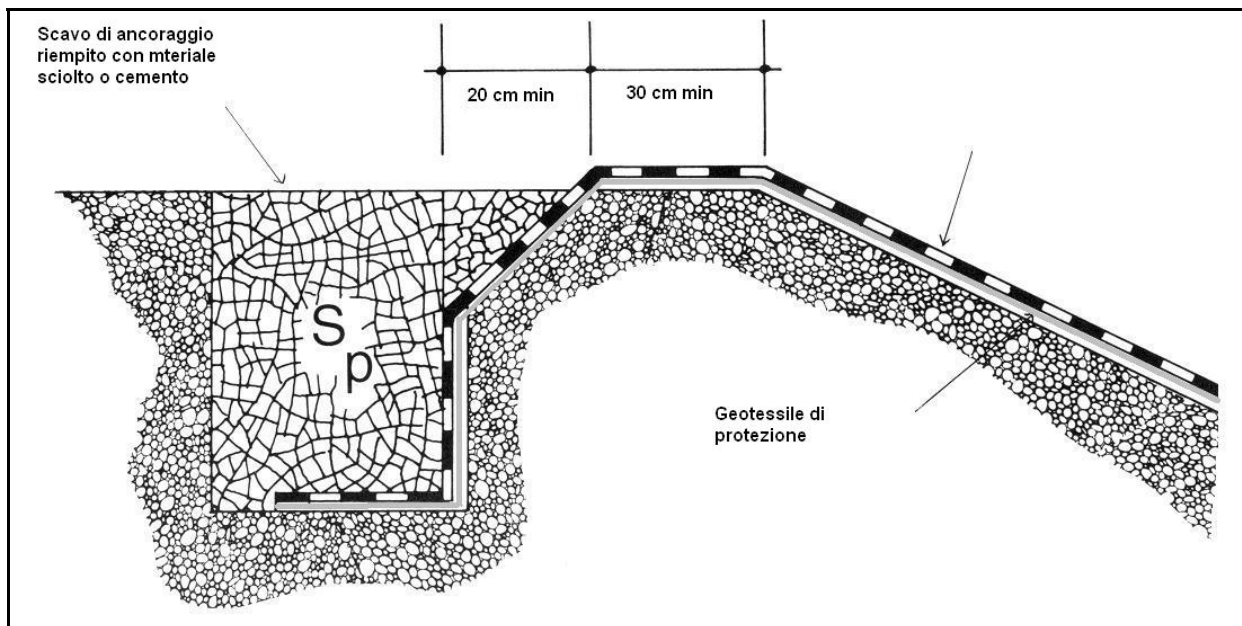 Scavo di ancoraggio
riempito con mteriale
sciolto o cemento
20 cm min
30 cm min
S
p
Geotessile di
protezione